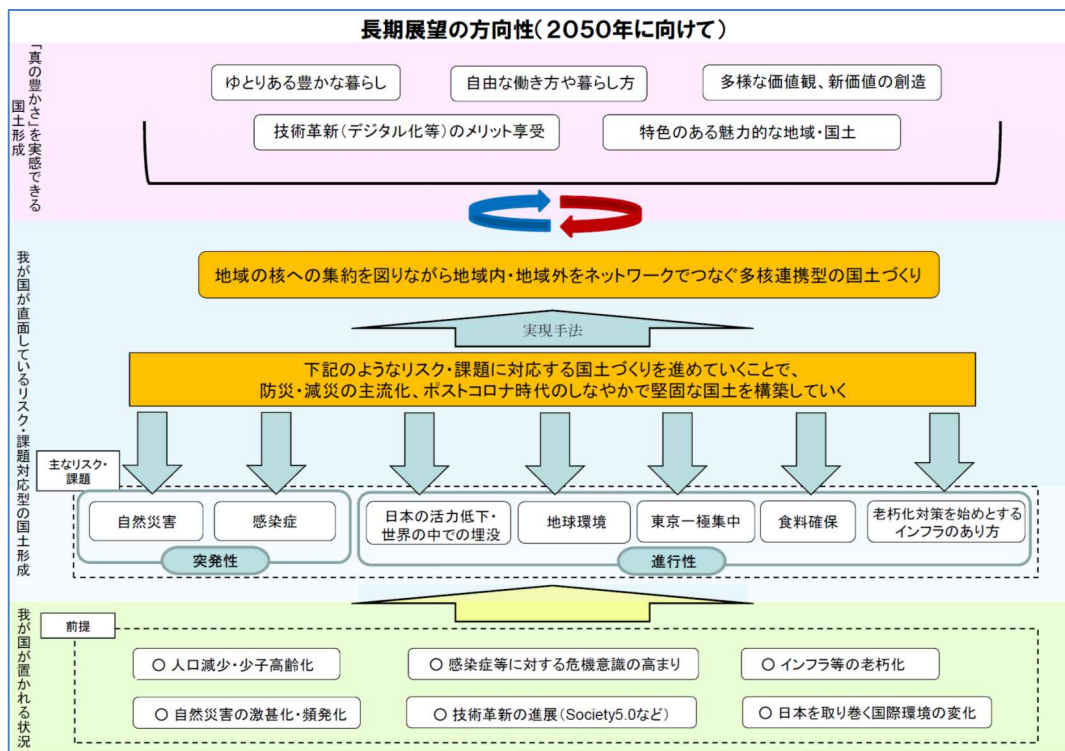 長期展望の方向性(2050年に向けて)
「真の豊かさ」を実感できる
国土形成
ゆとりある豊かな暮らし
自由な働き方や暮らし方
多様な価値観、新価値の創造
技術革新(デジタル化等)のメリット享受
特色のある魅力的な地域・国土
我が国が直面しているリスク・課題対応型の国土形成
地域の核への集約を図りながら地域内・地域外をネットワークでつなぐ多核連携型の国土づくり
実現手法
下記のようなリスク・課題に対応する国土づくりを進めていくことで、
防災・減災の主流化、ポストコロナ時代のしなやかで堅固な国土を構築していく
主なリスク・
課題
自然災害
感染症
突発性
日本の活力低下・
世界の中での埋没
地球環境
東京一極集中
食料確保
老朽化対策を始めとする
インフラのあり方
進行性
我が国が置かれる状況
前提
○ 人口減少・少子高齢化
○ 感染症等に対する危機意識の高まり
○ インフラ等の老朽化
○ 自然災害の激甚化・頻発化
○ 技術革新の進展(Society5.0など)
○ 日本を取り巻く国際環境の変化